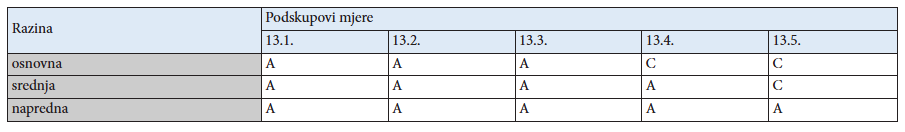 Razina Podskupovi mjere
13.1. 13.2. 13.3. 13.4. 13.5.
osnovna A A A C C
srednja A A A A C
napredna A A A A A